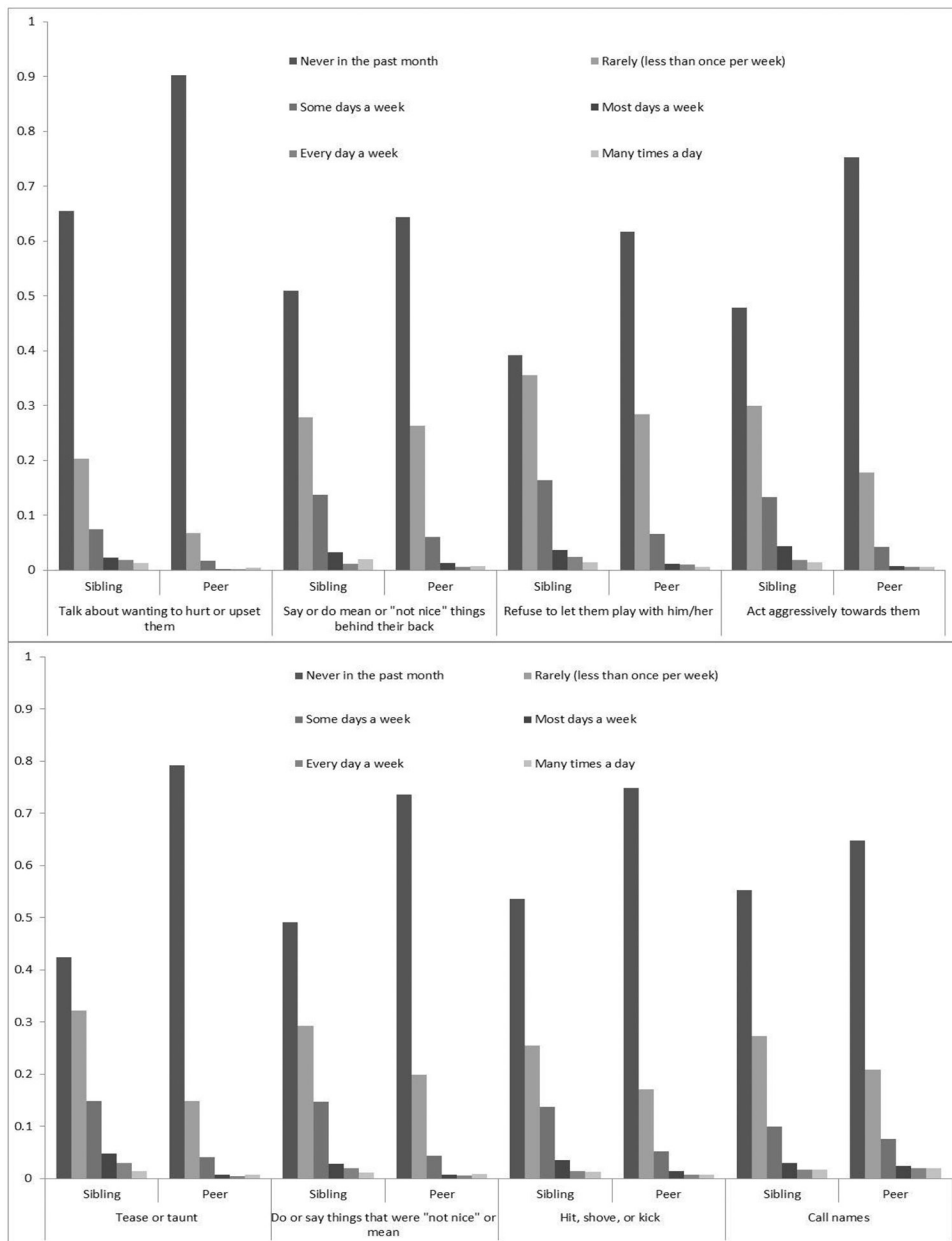 1
Never in the past month
Rarely (less than once per week)
0.9
Some days a week
Most days a week
0.8
Every day a week
Many times a day
0.7
0.6
0.5
0.4
0.3
0.2
0.1
0
Sibling
Peer
Sibling
Peer
Sibling
Peer
Sibling
Peer
Talk about wanting to hurt or upset
them
Say or do mean or "not nice" things
behind their back
Refuse to let them play with him/her
Act aggressively towards them
1
Never in the past month
Rarely (less than once per week)
0.9
Some days a week
Most days a week
0.8
Every day a week
Many times a day
0.7
0.6
0.5
0.4
0.3
0.2
0.1
0
Sibling
Peer
Sibling
Peer
Sibling
Peer
Sibling
Peer
Tease or taunt
Do or say things that were "not nice" or
mean
Hit, shove, or kick
Call names